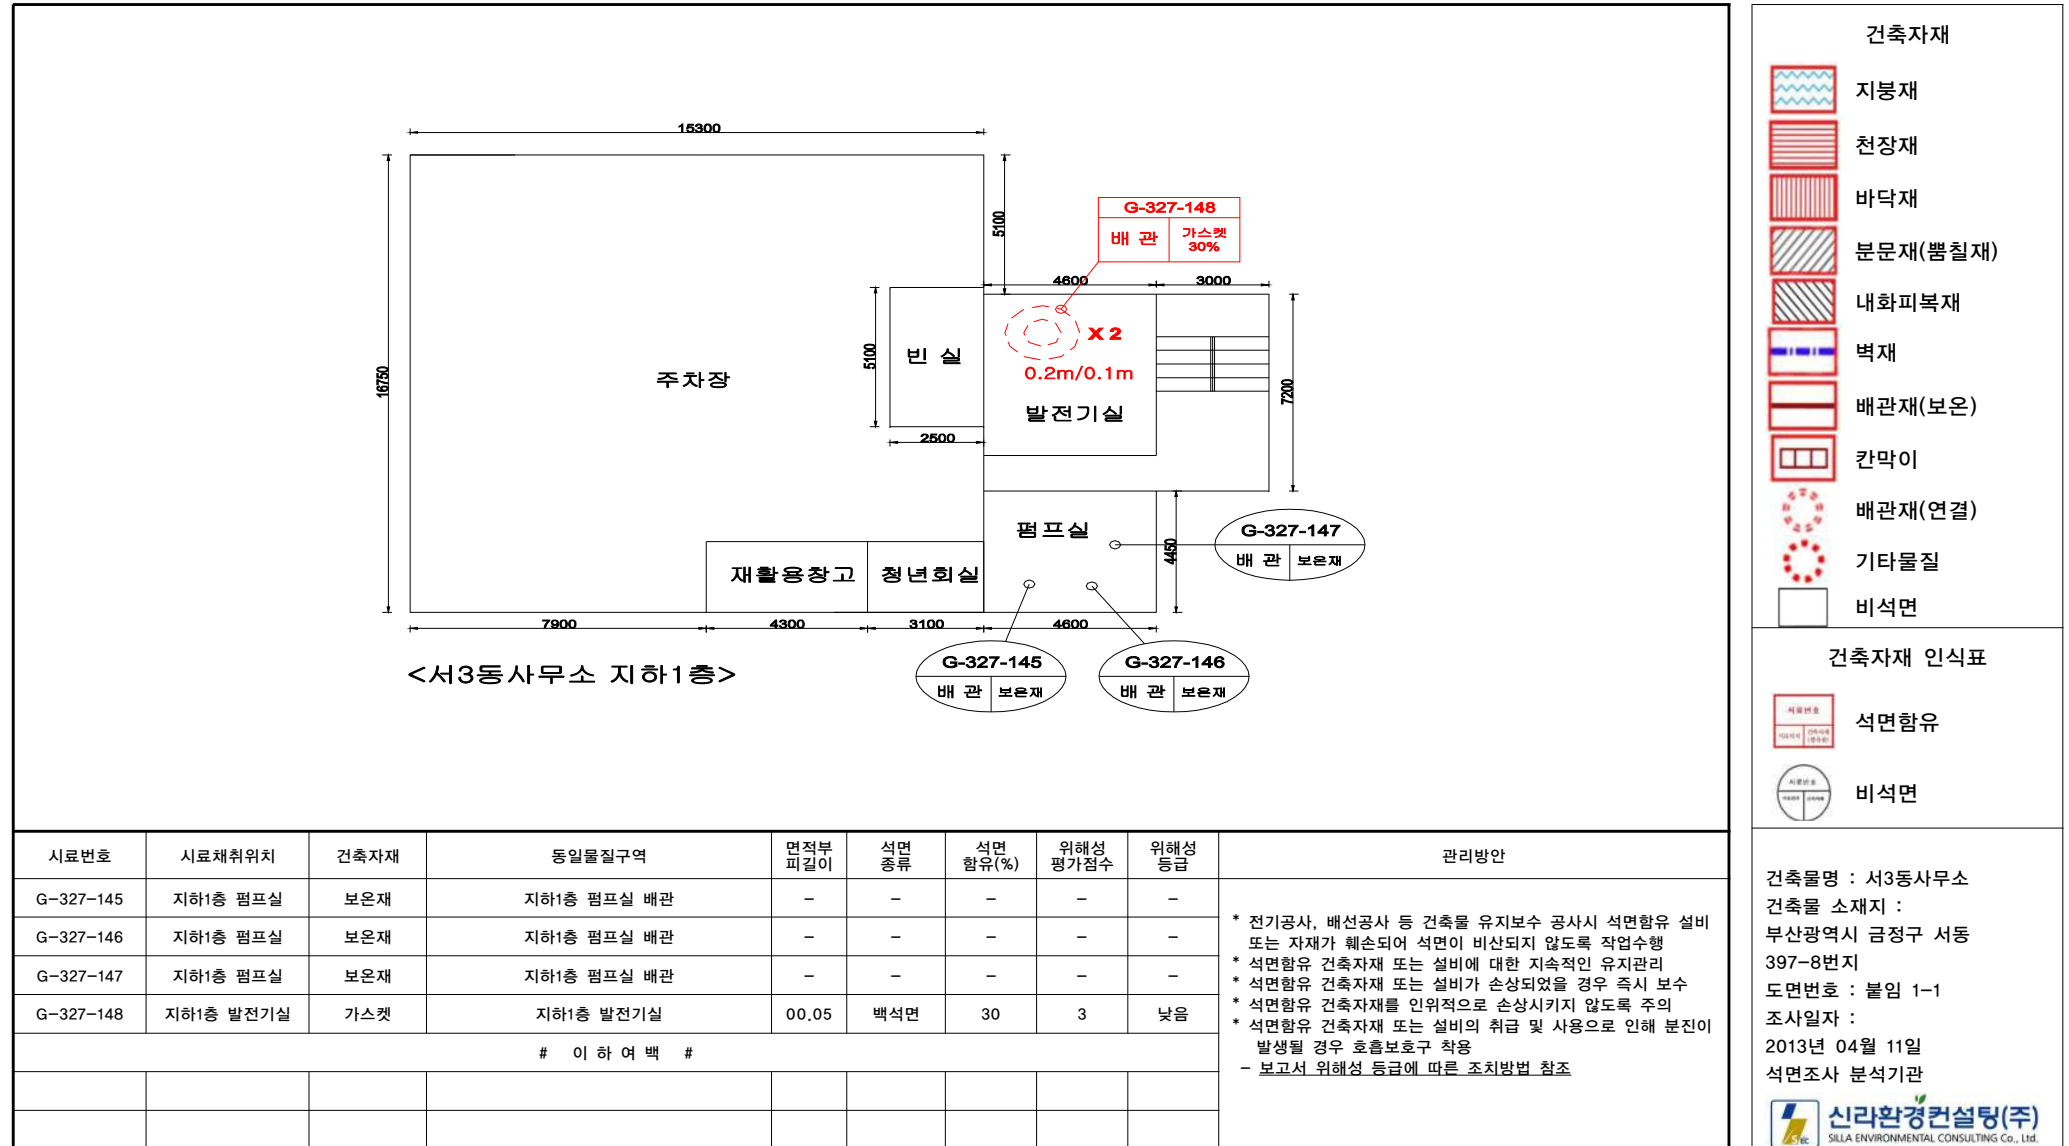 15300
16750
5100
G-327-148
배 관
가스켓
30%
4600
3000
X 2
0.2m/0.1m
발전기실
빈 실
5100
2500
주차장
7200
펌프실
4450
G-327-147
배 관 보온재
재활용창고
청년회실
7900
4300
3100
4600
G-327-145
배 관 보온재
G-327-146
배 관 보온재
<서3동사무소 지하1층>
시료번호 시료채취위치 건축자재 동일물질구역 면적부피길이 석면종류 석면함유(%) 위해성평가점수 위해성등급 관리방안
G-327-145 지하1층 펌프실 보온재 지하1층 펌프실 배관 - - - - -
G-327-146 지하1층 펌프실 보온재 지하1층 펌프실 배관 - - - - -
G-327-147 지하1층 펌프실 보온재 지하1층 펌프실 배관 - - - - -
G-327-148 지하1층 발전기실 가스켓 지하1층 발전기실 00.05 백석면 30 3 낮음
# 이 하 여 백 #
* 전기공사, 배선공사 등 건축물 유지보수 공사시 석면함유 설비
또는 자재가 훼손되어 석면이 비산되지 않도록 작업수행
* 석면함유 건축자재 또는 설비에 대한 지속적인 유지관리
* 석면함유 건축자재 또는 설비가 손상되었을 경우 즉시 보수
* 석면함유 건축자재를 인위적으로 손상시키지 않도록 주의
* 석면함유 건축자재 또는 설비의 취급 및 사용으로 인해 분진이
발생될 경우 호흡보호구 착용
- 보고서 위해성 등급에 따른 조치방법 참조
건축자재
지붕재
천장재
바닥재
분문재(뿜칠재)
내화피복재
벽재
배관재(보온)
칸막이
배관재(연결)
기타물질
비석면
건축자재 인식표
시료번호
석면함유
시료번호
비석면
건축물명 : 서3동사무소
건축물 소재지 :
부산광역시 금정구 서동
397-8번지
도면번호 : 붙임 1-1
조사일자 :
2013년 04월 11일
석면조사 분석기관
신라환경컨설팅(주)
SILLA ENVIRONMENTAL CONSULTING Co., Ltd.